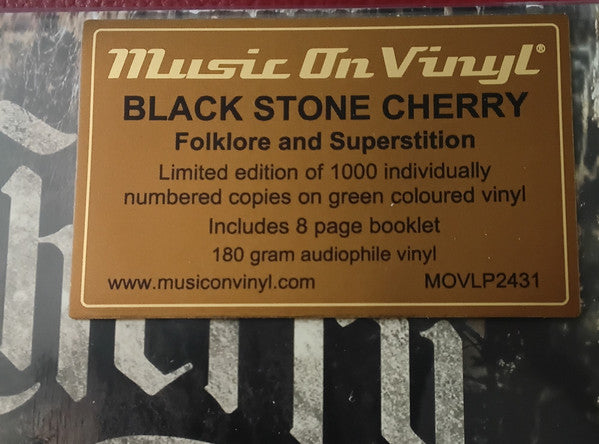 Music On Vinyl®
BLACK STONE CHERRY
Folklore and Superstition
Limited edition of 1000 individually
numbered copies on green coloured vinyl
Includes 8 page booklet
180 gram audiophile vinyl
www.musiconvinyl.com MOVLP2431